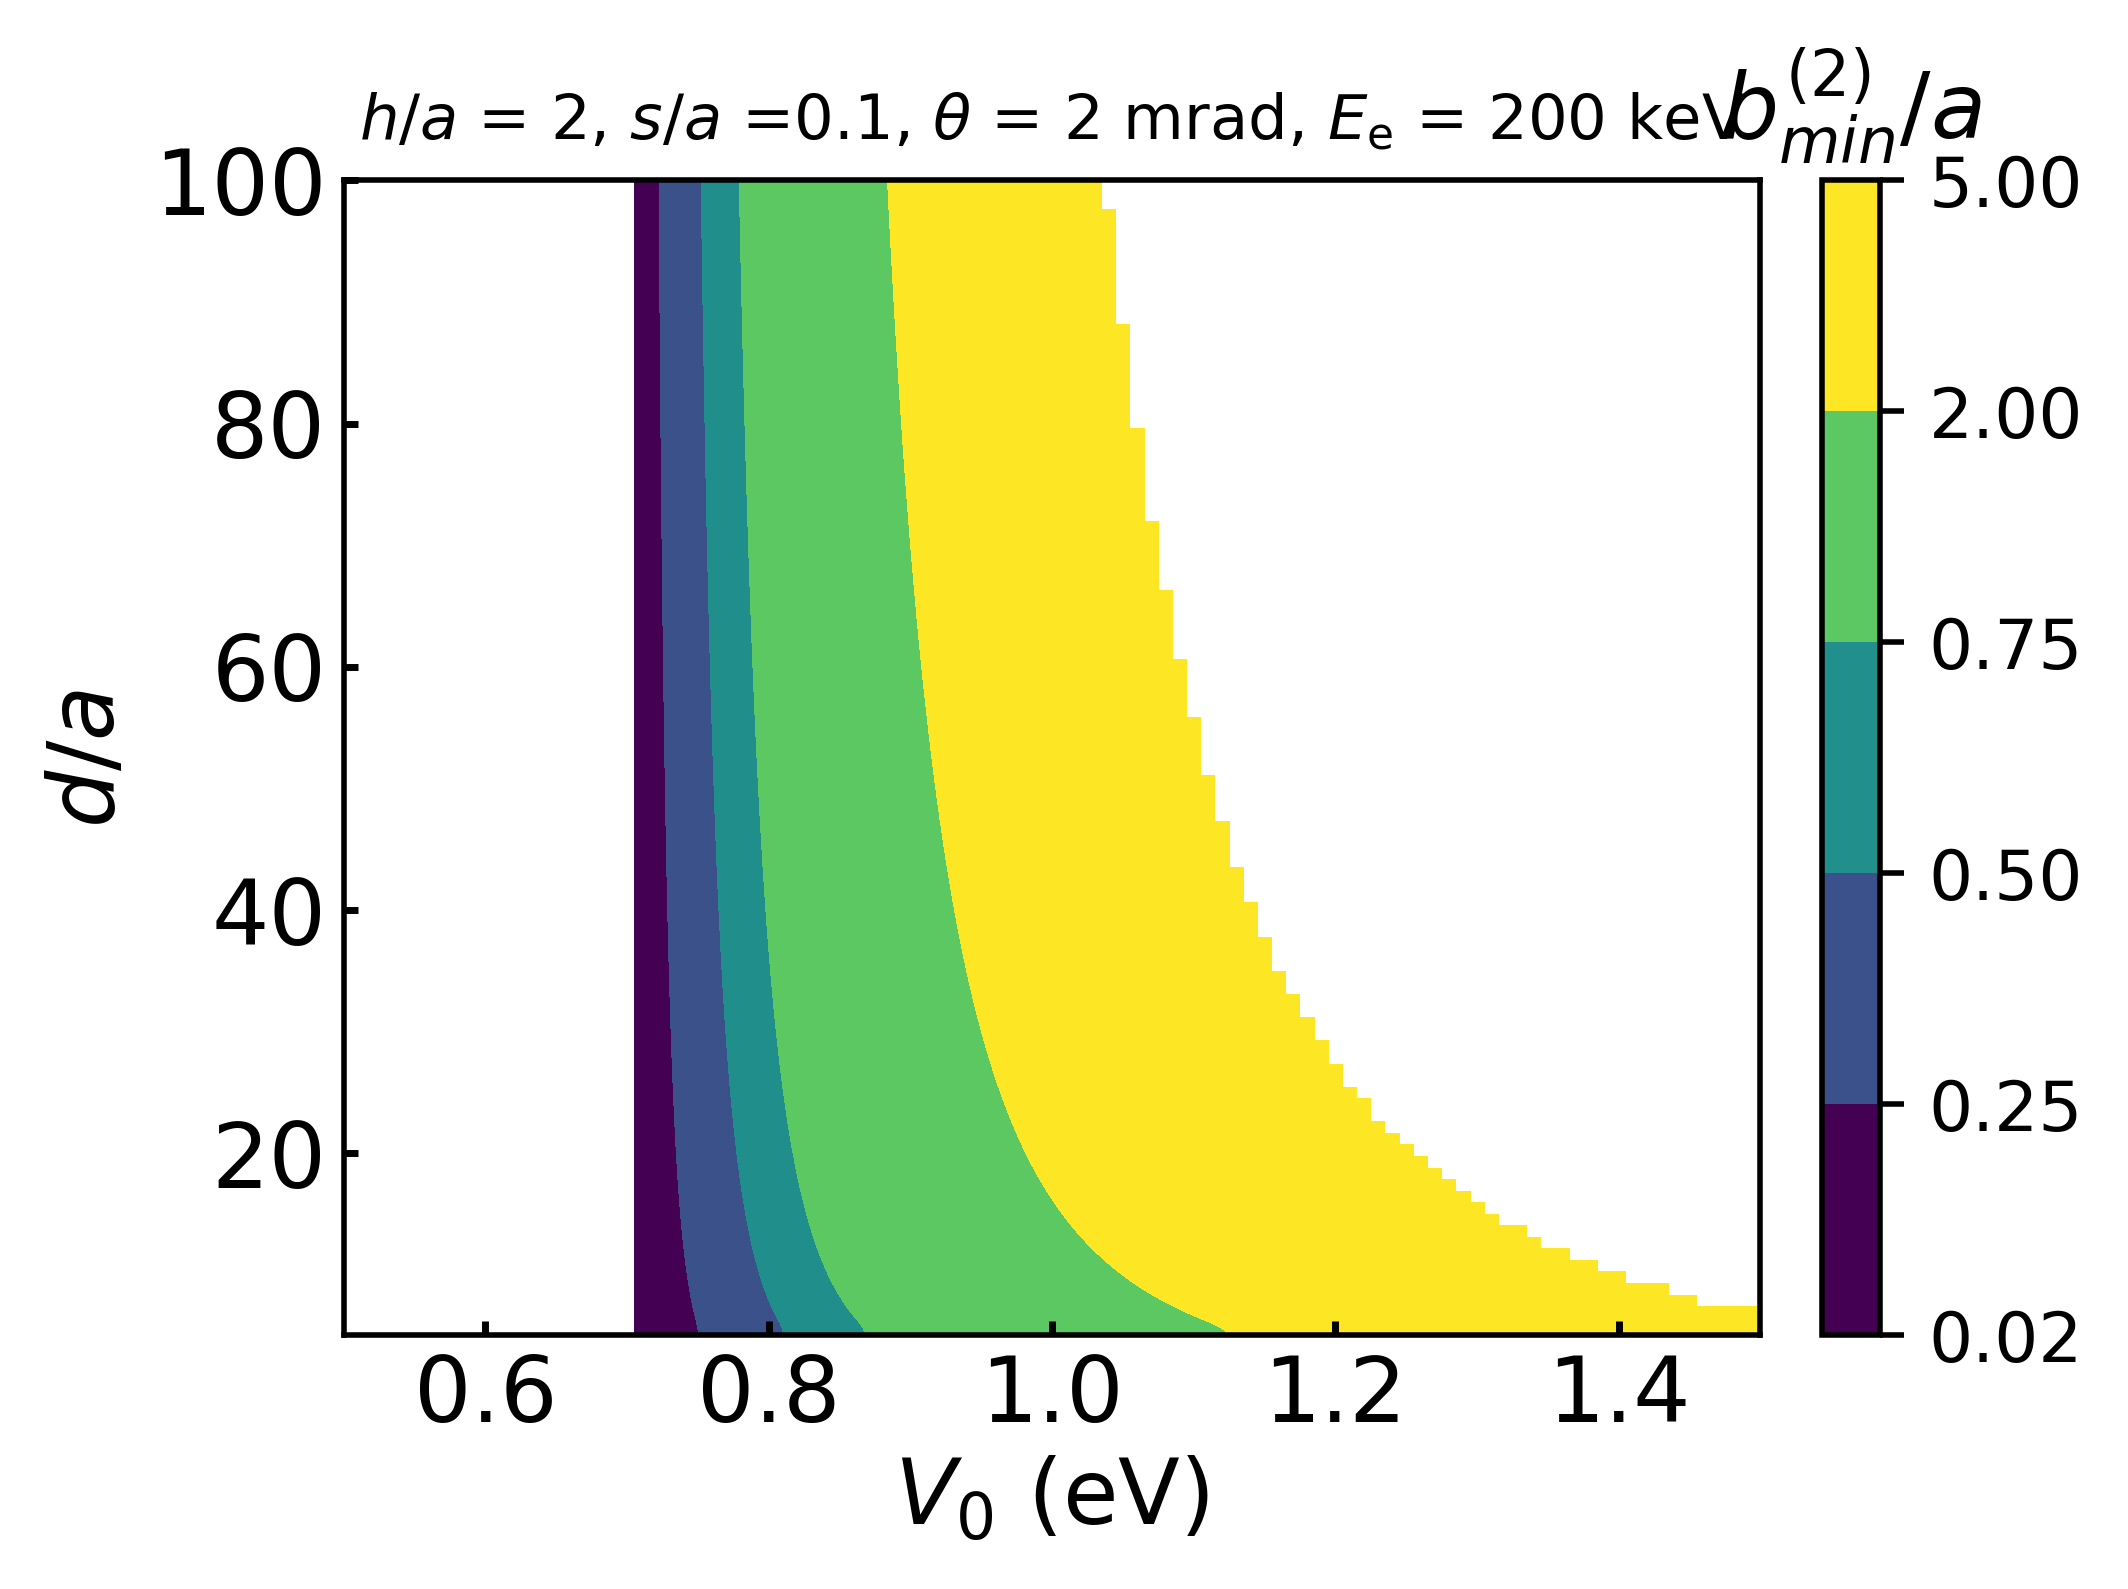 h/a = 2, s/a =0.1, θ = 2 mrad, Eₑ = 200 keV
b_{min}^{(2)}/a
100
80
60
40
20
d/a
0.6 0.8 1.0 1.2 1.4
V₀ (eV)
5.00
2.00
0.75
0.50
0.25
0.02